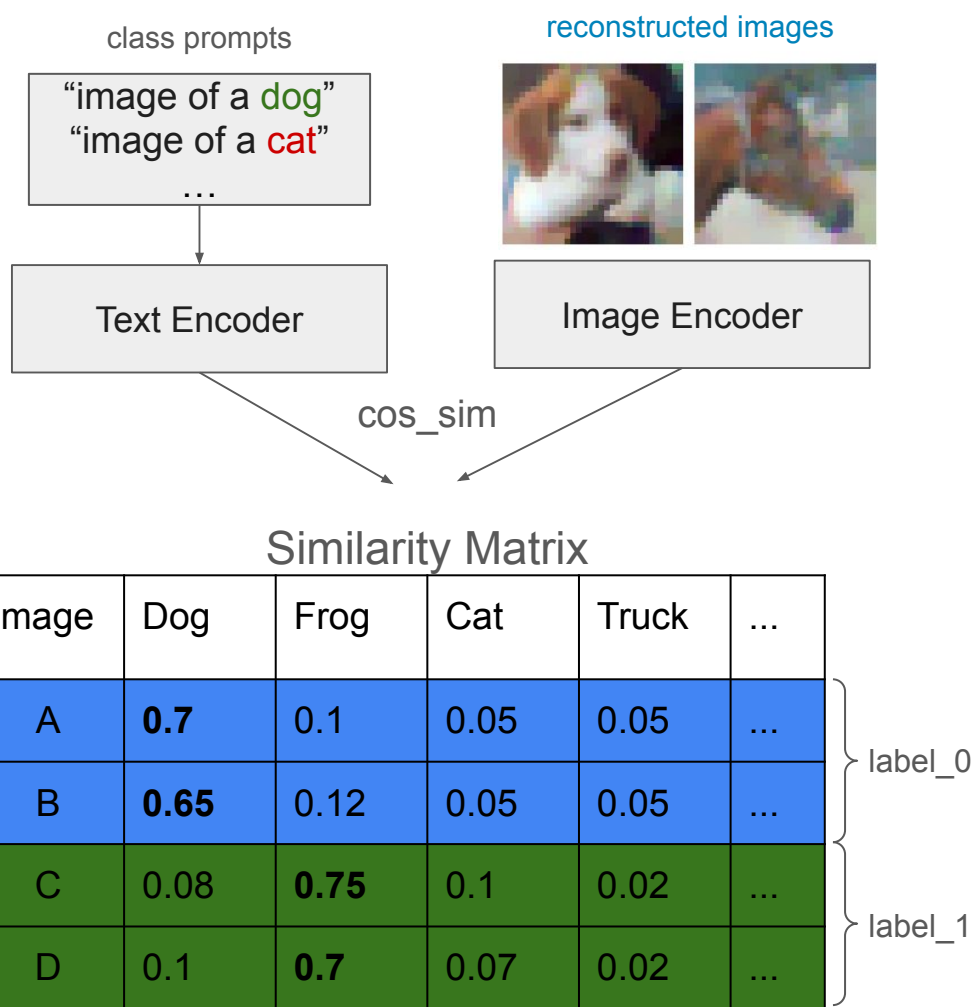 class prompts
reconstructed images
“image of a dog”
“image of a cat”
...
Text Encoder
Image Encoder
cos_sim
Similarity Matrix
mage Dog Frog Cat Truck ...
A 0.7 0.1 0.05 0.05 ...
B 0.65 0.12 0.05 0.05 ...
label_0
C 0.08 0.75 0.1 0.02 ...
D 0.1 0.7 0.07 0.02 ...
label_1